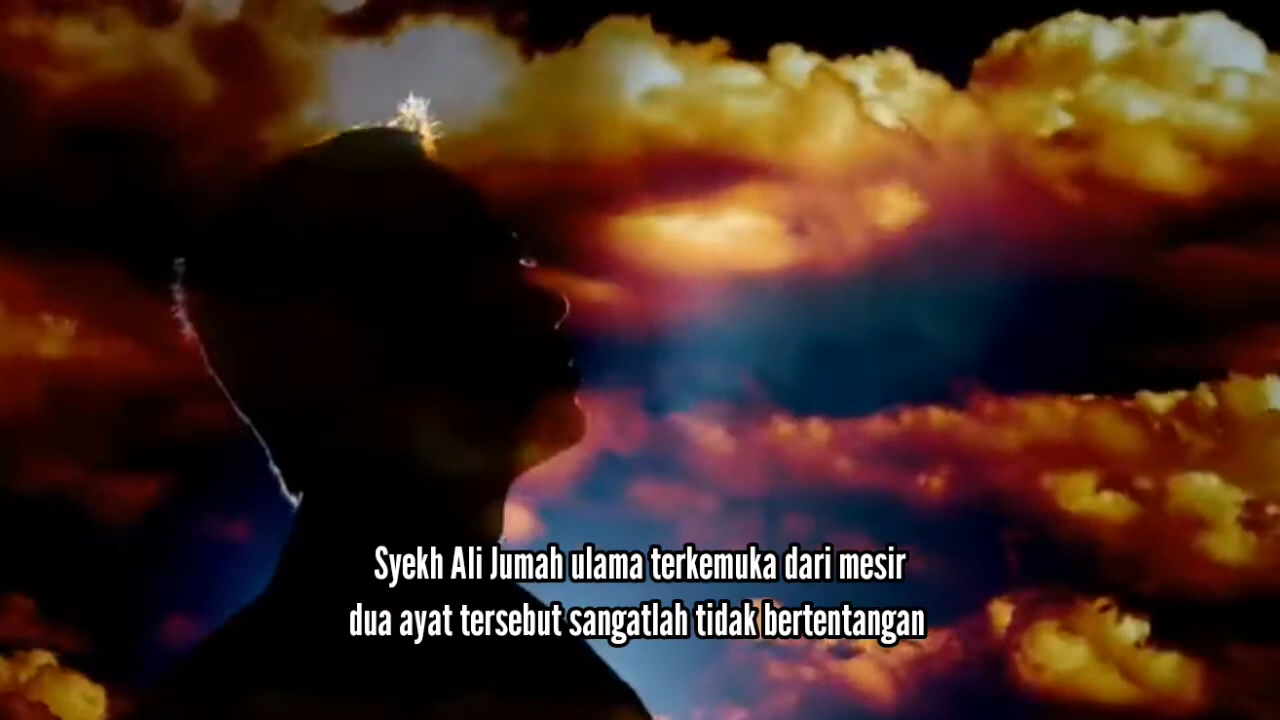 Syekh Ali Jumah ulama terkemuka dari mesir
dua ayat tersebut sangatlah tidak bertentangan